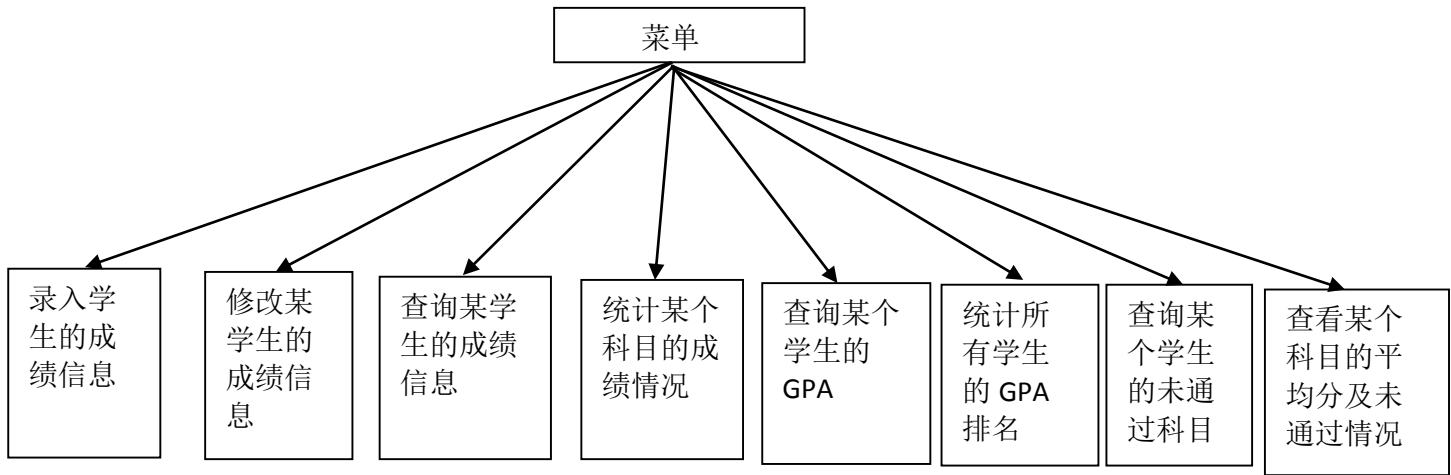 菜单
录入学
生的成
绩信息
修改某
学生的
成绩信
息
查询某学
生的成绩
信息
统计某个
科目的成
绩情况
查询某个
学生的
GPA
统计所
有学生
的 GPA
排名
查询某
个学生
的未通
过科目
查看某个
科目的平
均分及未
通过情况